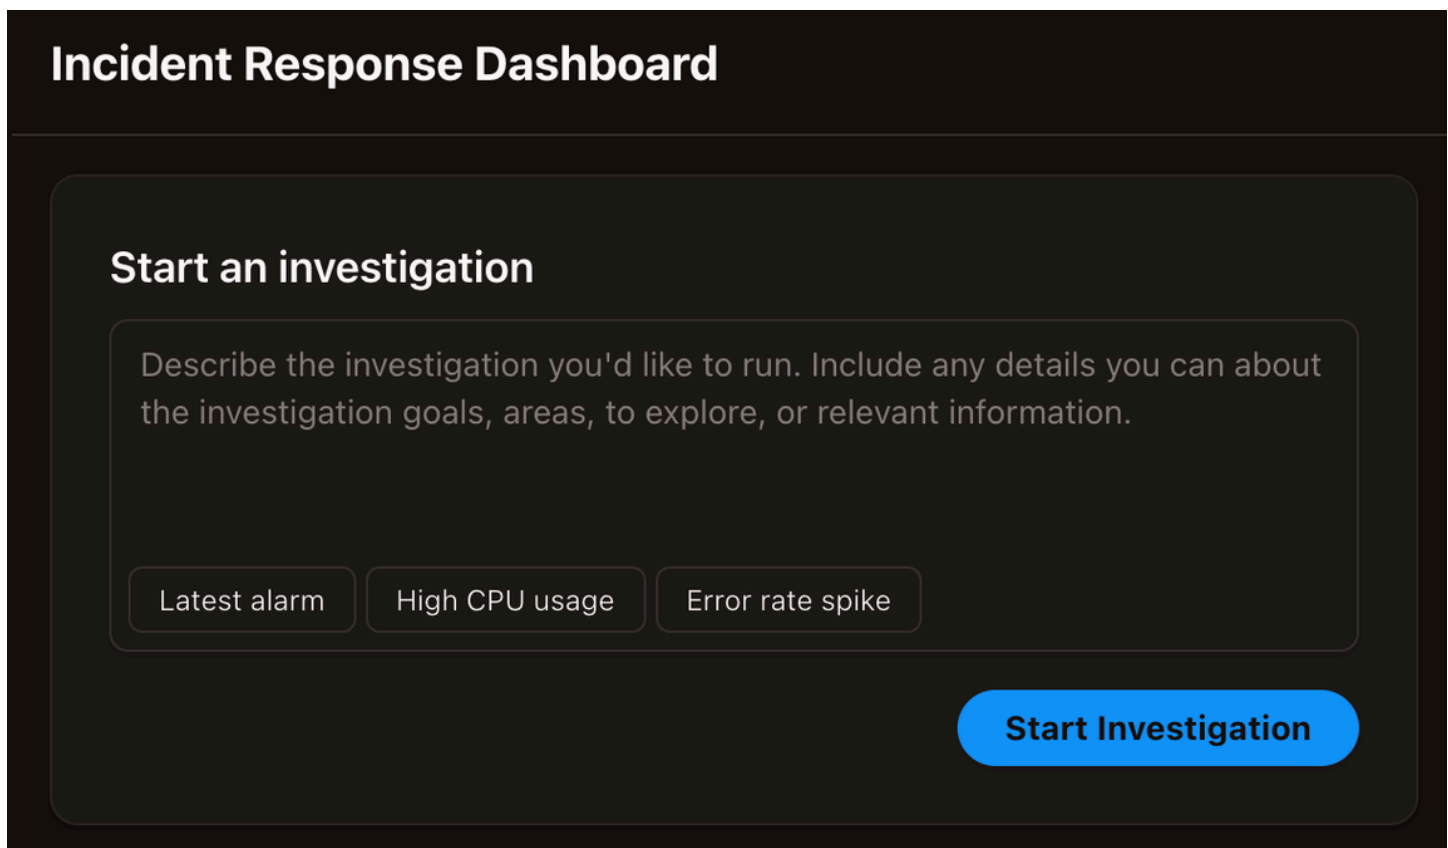 Incident Response Dashboard
Start an investigation
Describe the investigation you'd like to run. Include any details you can about
the investigation goals, areas, to explore, or relevant information.
Latest alarm
High CPU usage
Error rate spike
Start Investigation